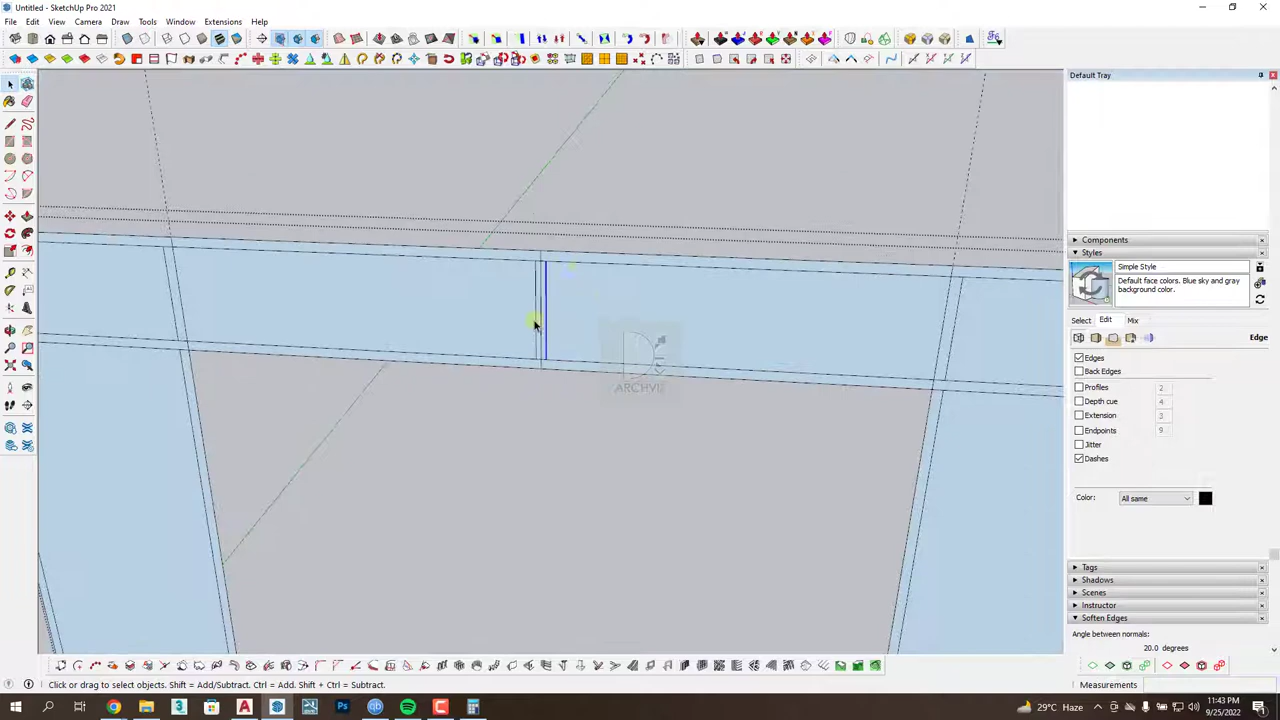 Untitled - SketchUp Pro 2021
File Edit View Camera Draw Tools Window Extensions Help
Default Tray
Components
Styles
Simple Style
Default face colors. Blue sky and gray
background color.
Select Edit Mix
Edge
Edges
Back Edges
Profiles 2
Depth cue 4
Extension 3
Endpoints 9
Jitter
Dashes
Color: All same
Tags
Shadows
Scenes
Instructor
Soften Edges
Angle between normals:
20.0 degrees
ARCHVIZ
Click or drag to select objects. Shift = Add/Subtract. Ctrl = Add. Shift + Ctrl = Subtract.
Measurements
29°C Haze
11:43 PM
9/25/2022